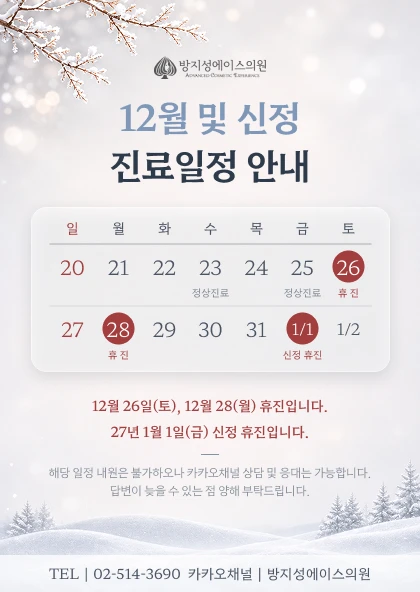 방지성에이스의원
ADVANCED COSMETIC EXPERIENCE
12월 및 신정
진료일정 안내
일 월 화 수 목 금 토
20 21 22 23 24 25 26
정상진료 정상진료 휴 진
27 28 29 30 31 1/1 1/2
휴 진 신정 휴진
12월 26일(토), 12월 28(월) 휴진입니다.
27년 1월 1일(금) 신정 휴진입니다.
해당 일정 내원은 불가하오나 카카오채널 상담 및 응대는 가능합니다.
답변이 늦을 수 있는 점 양해 부탁드립니다.
TEL | 02-514-3690 카카오채널 | 방지성에이스의원